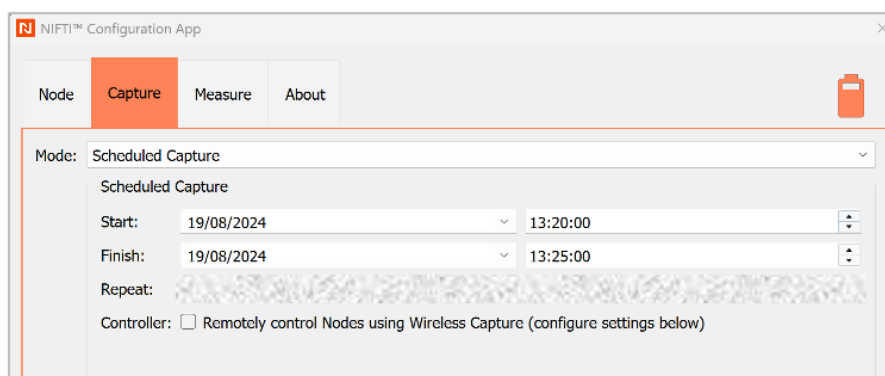 NIFTI™ Configuration App
Node Capture Measure About
Mode: Scheduled Capture
Scheduled Capture
Start: 19/08/2024 13:20:00
Finish: 19/08/2024 13:25:00
Repeat:
Controller: Remotely control Nodes using Wireless Capture (configure settings below)